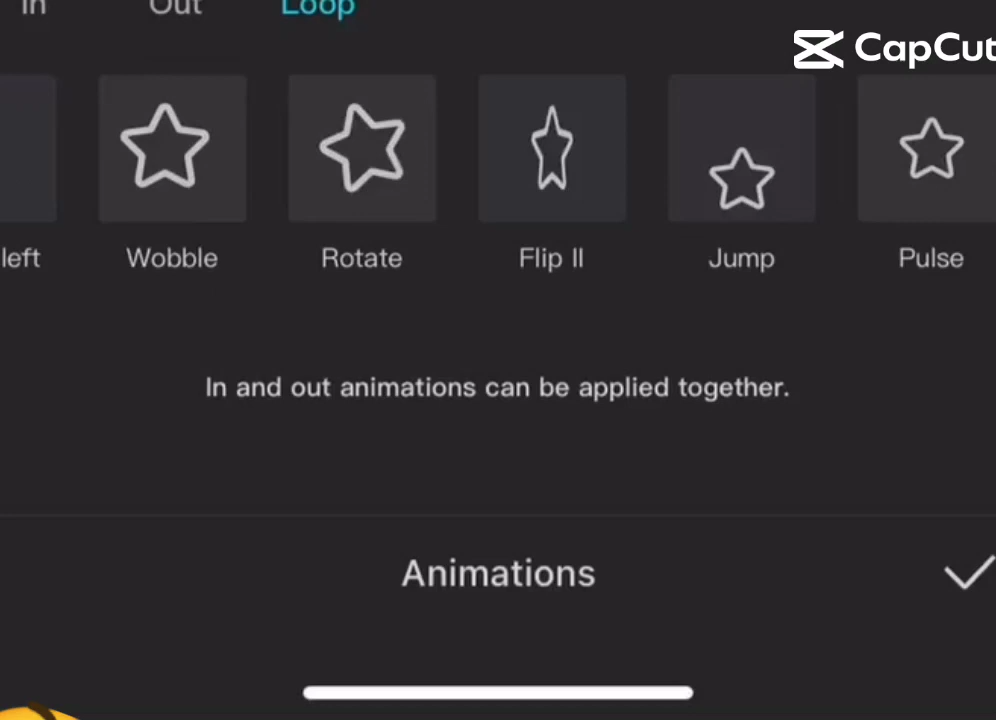 In Out Loop
CapCut
left Wobble Rotate Flip II Jump Pulse
In and out animations can be applied together.
Animations